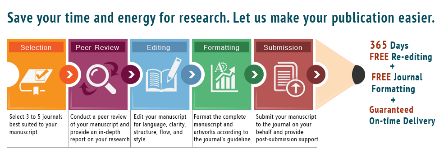 Save your time and energy for research. Let us make your publication easier.
Selection
Peer Review
Editing
Formatting
Submission
Select 3 to 5 journals
best suited to your
manuscript
Conduct a peer review
of your manuscript and
provide an in-depth
report on your research
Edit your manuscript
for language, clarity,
structure, flow, and
style
Format the complete
manuscript and
artworks according to
the journal's guideline
Submit your manuscript
to the journal on your
behalf and provide
post-submission support
365 Days
FREE Re-editing
+
FREE Journal
Formatting
+
Guaranteed
On-time Delivery